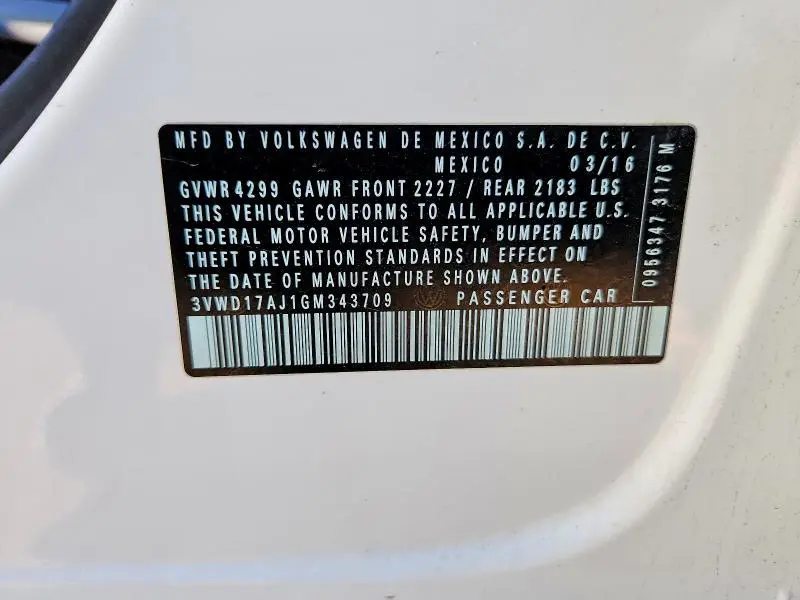 MFD BY VOLKSWAGEN DE MEXICO S.A. DE C.V.
MEXICO 03/16
GVWR 4299 GAWR FRONT 2227 / REAR 2183 LBS
THIS VEHICLE CONFORMS TO ALL APPLICABLE U.S.
FEDERAL MOTOR VEHICLE SAFETY, BUMPER AND
THEFT PREVENTION STANDARDS IN EFFECT ON
THE DATE OF MANUFACTURE SHOWN ABOVE.
3VWD17AJ1GM343709 PASSENGER CAR
0956347 3176 M